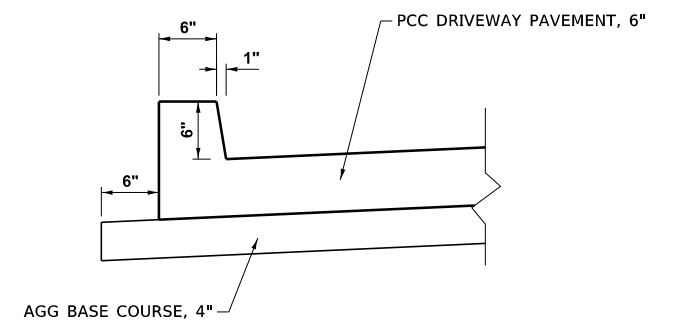 PCC DRIVEWAY PAVEMENT, 6"
6"
1"
6"
6"
AGG BASE COURSE, 4"